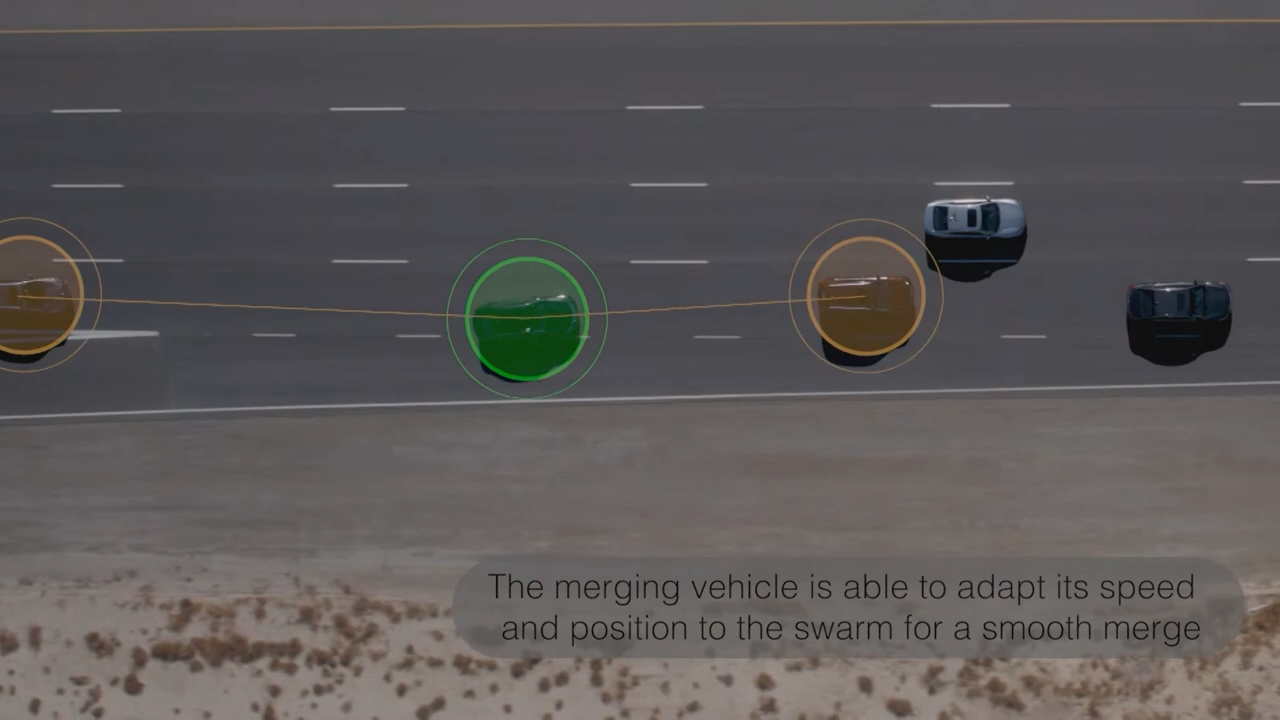 The merging vehicle is able to adapt its speed
and position to the swarm for a smooth merge